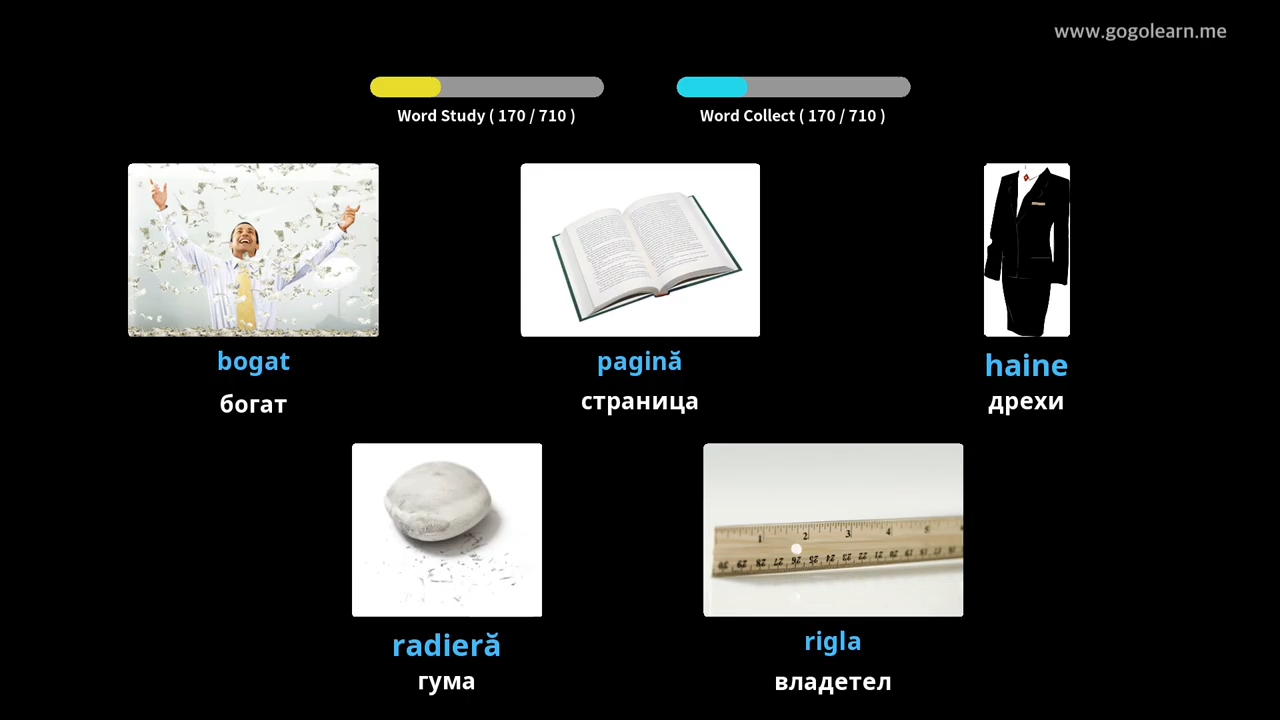 www.gogolearn.me
Word Study ( 170 / 710 )
Word Collect ( 170 / 710 )
bogat
pagină
haine
богат
страница
дрехи
radieră
rigla
гума
владетел